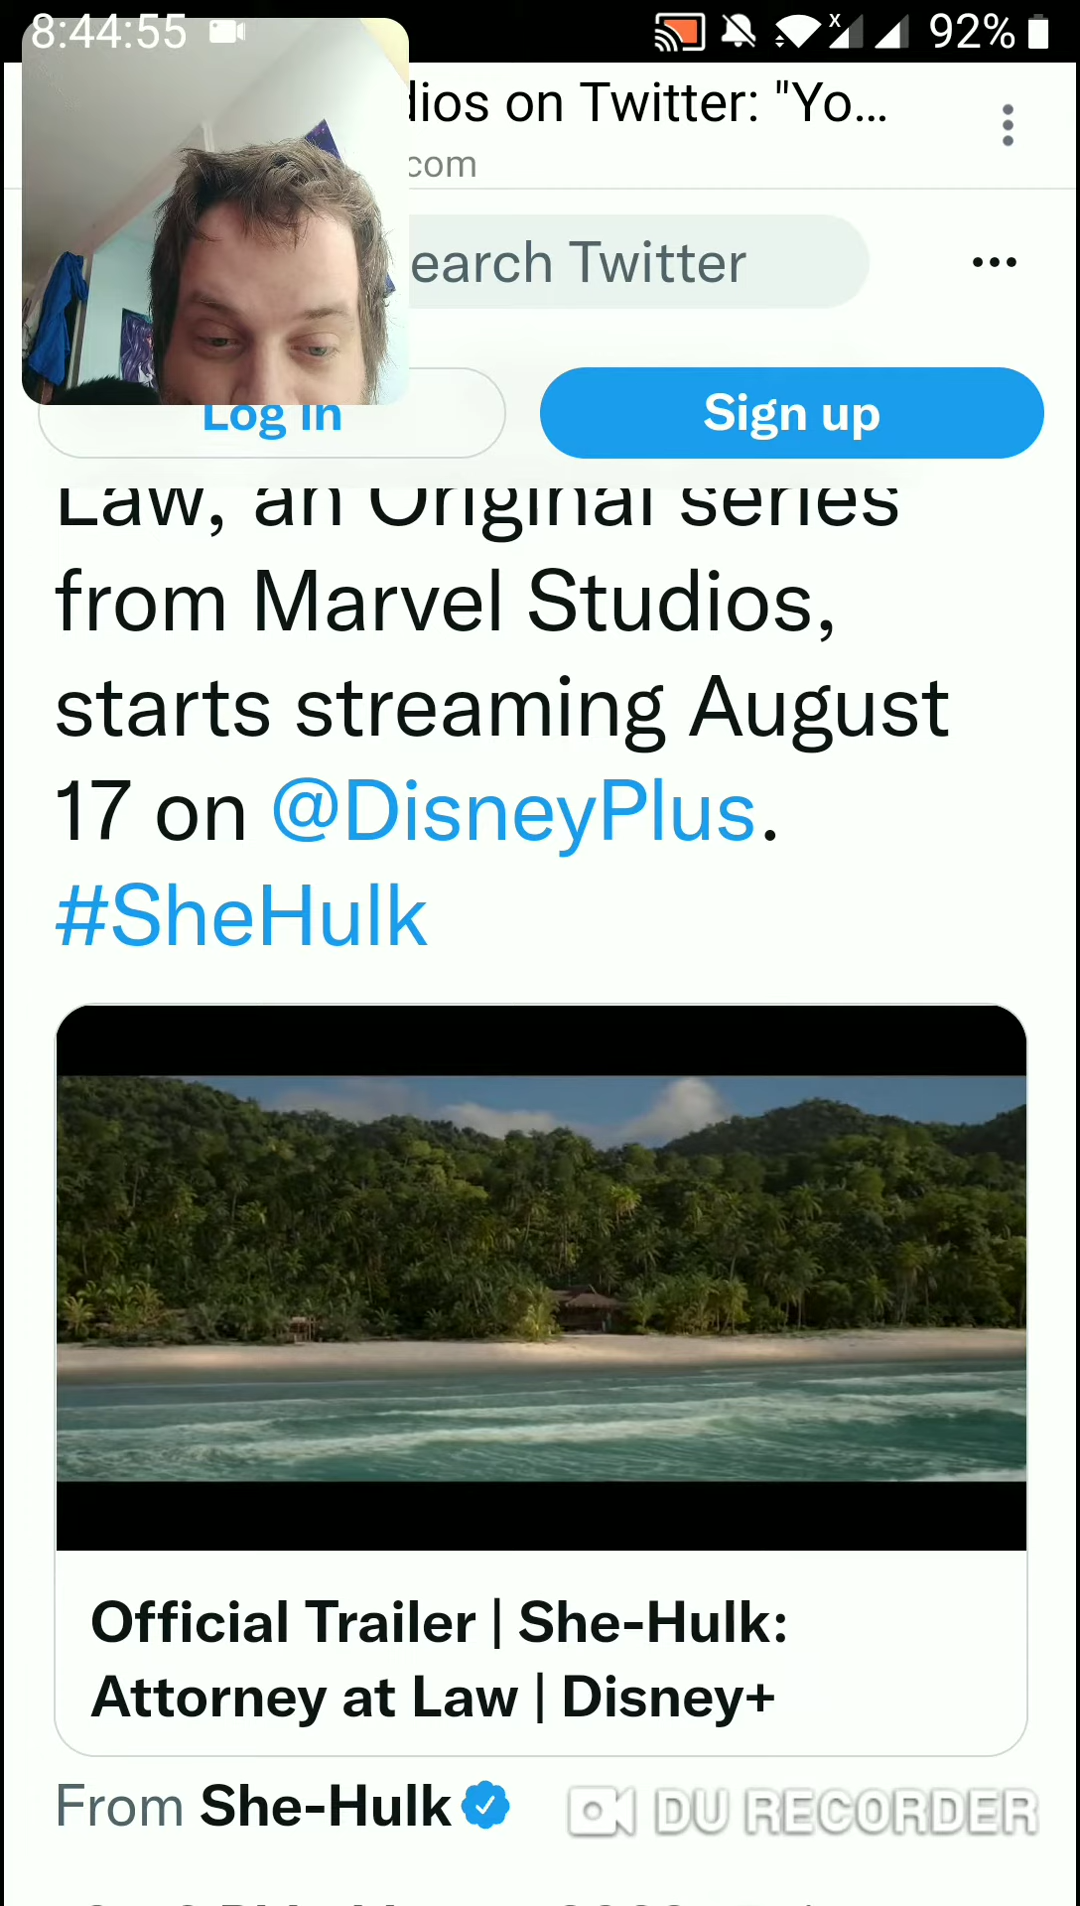 8:44:55 92%
dios on Twitter: "Yo...
com
earch Twitter
Log in
Sign up
Law, an Original series
from Marvel Studios,
starts streaming August
17 on @DisneyPlus.
#SheHulk
Official Trailer | She-Hulk:
Attorney at Law | Disney+
From She-Hulk
DU RECORDER